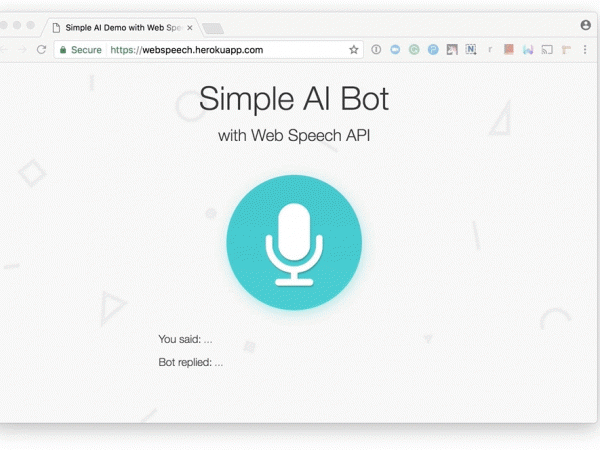 Simple AI Demo with Web Spe
Secure https://webspeech.herokuapp.com
Simple AI Bot
with Web Speech API
You said: ...
Bot replied: ...